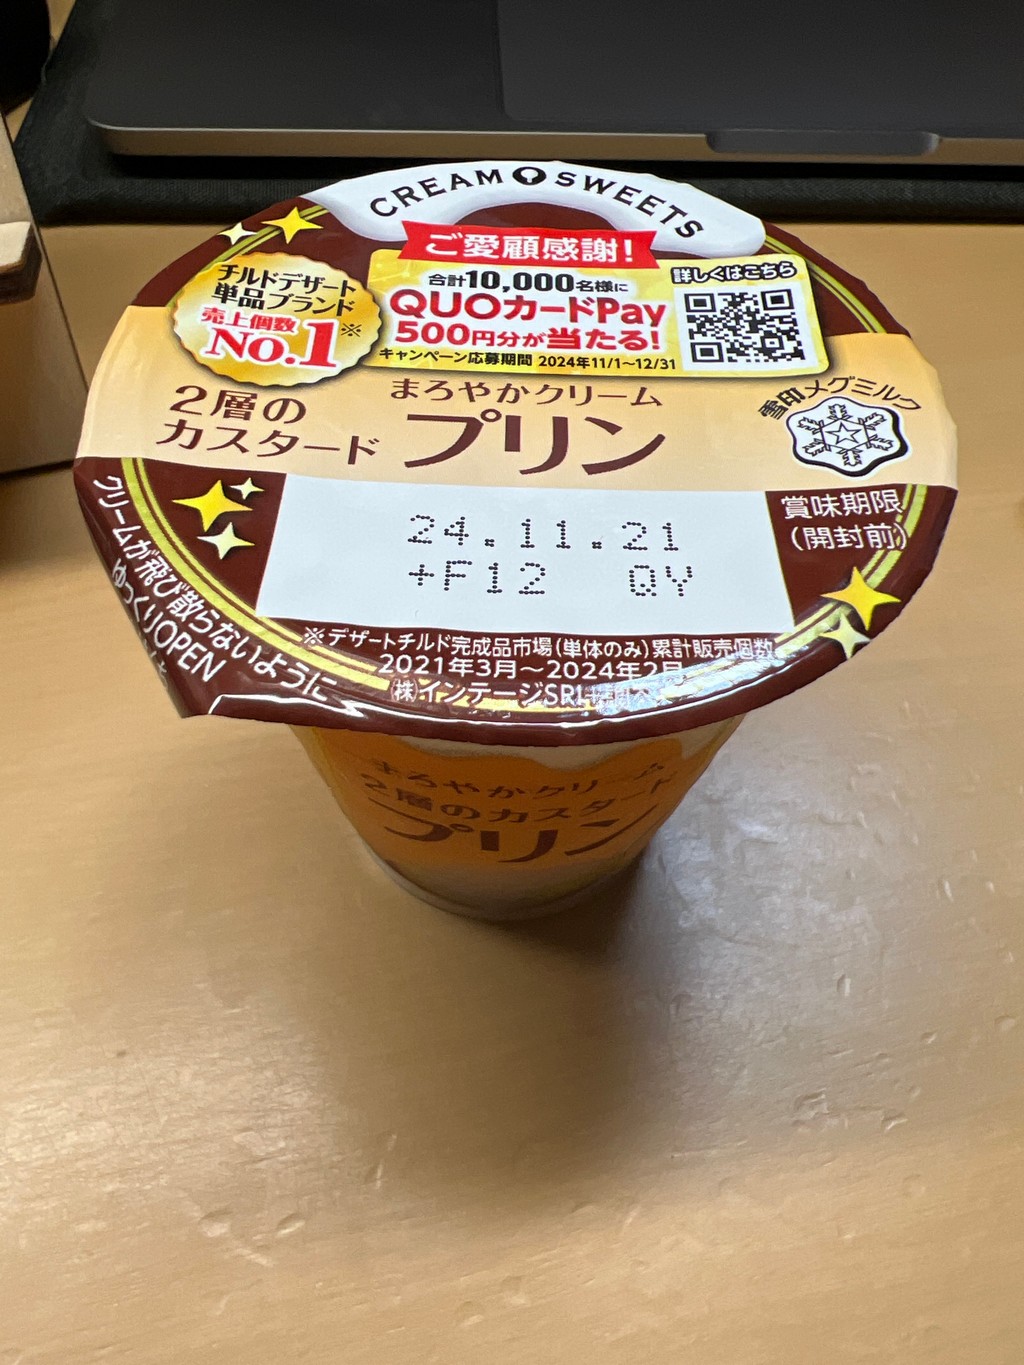 CREAM SWEETS
ご愛顧感謝!
合計10,000名様に
QUOカードPay
500円分が当たる!
キャンペーン応募期間 2024年11/1~12/31
詳しくはこちら
チルドデザート
単品ブランド
売上個数
No.1※
まろやかクリーム
2層の
カスタード
プリン
雪印メグミルク
賞味期限
(開封前)
24.11.21
+F12 QY
クリームが飛び散らないように
ゆっくりOPEN
※デザートチルド完成品市場(単体のみ)累計販売個数
2021年3月~2024年2月
㈱インテージSRI+
まろやかクリーム
2層のカスタード
プリン